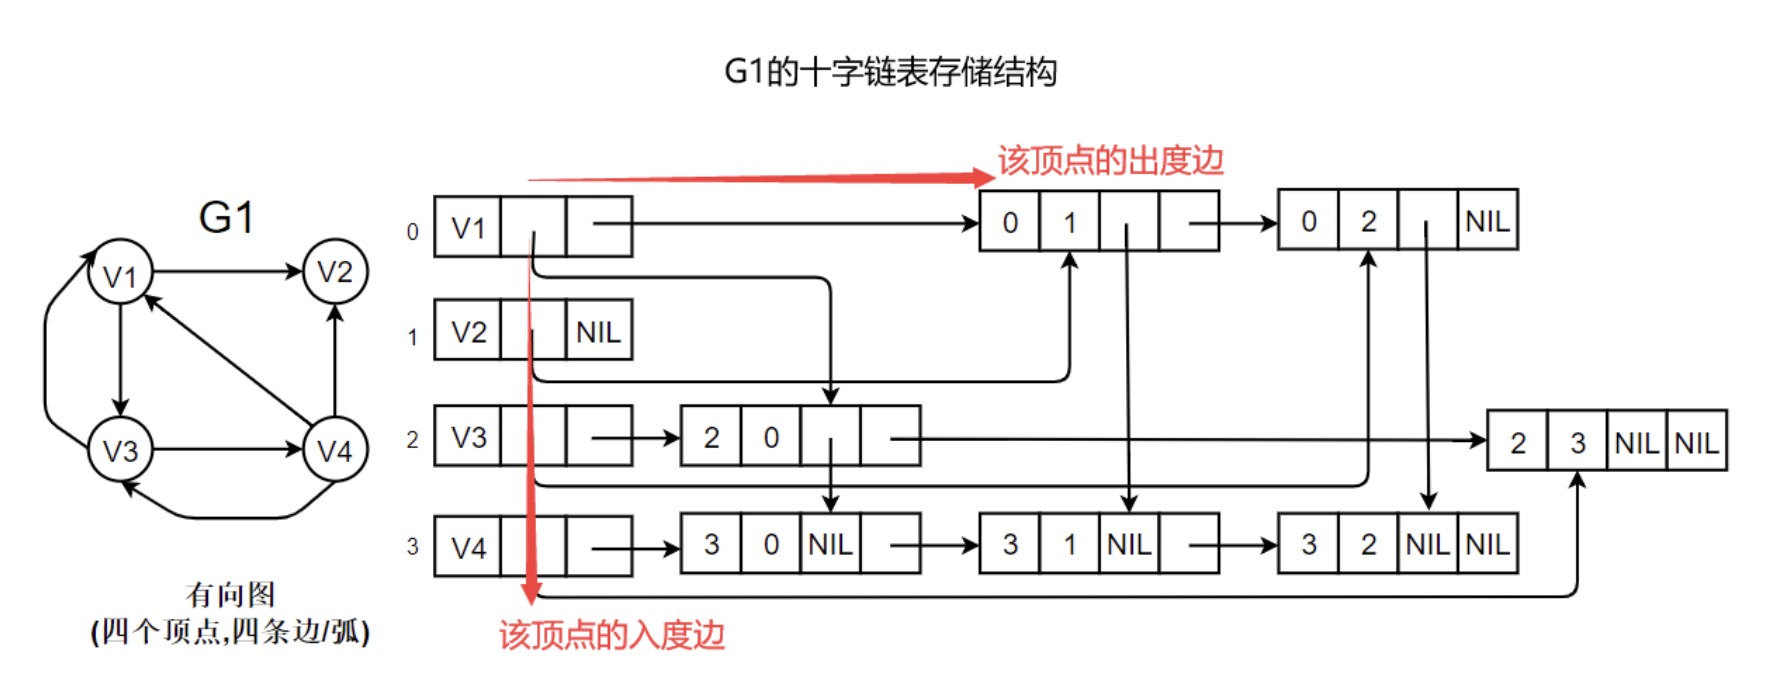 G1的十字链表存储结构
该顶点的出度边
G1
V1
V2
V3
V4
有向图
(四个顶点,四条边/弧)
0 V1 0 1 0 2 NIL
1 V2 NIL
2 V3 2 0 2 3 NIL NIL
3 V4 3 0 NIL 3 1 NIL 3 2 NIL NIL
该顶点的入度边